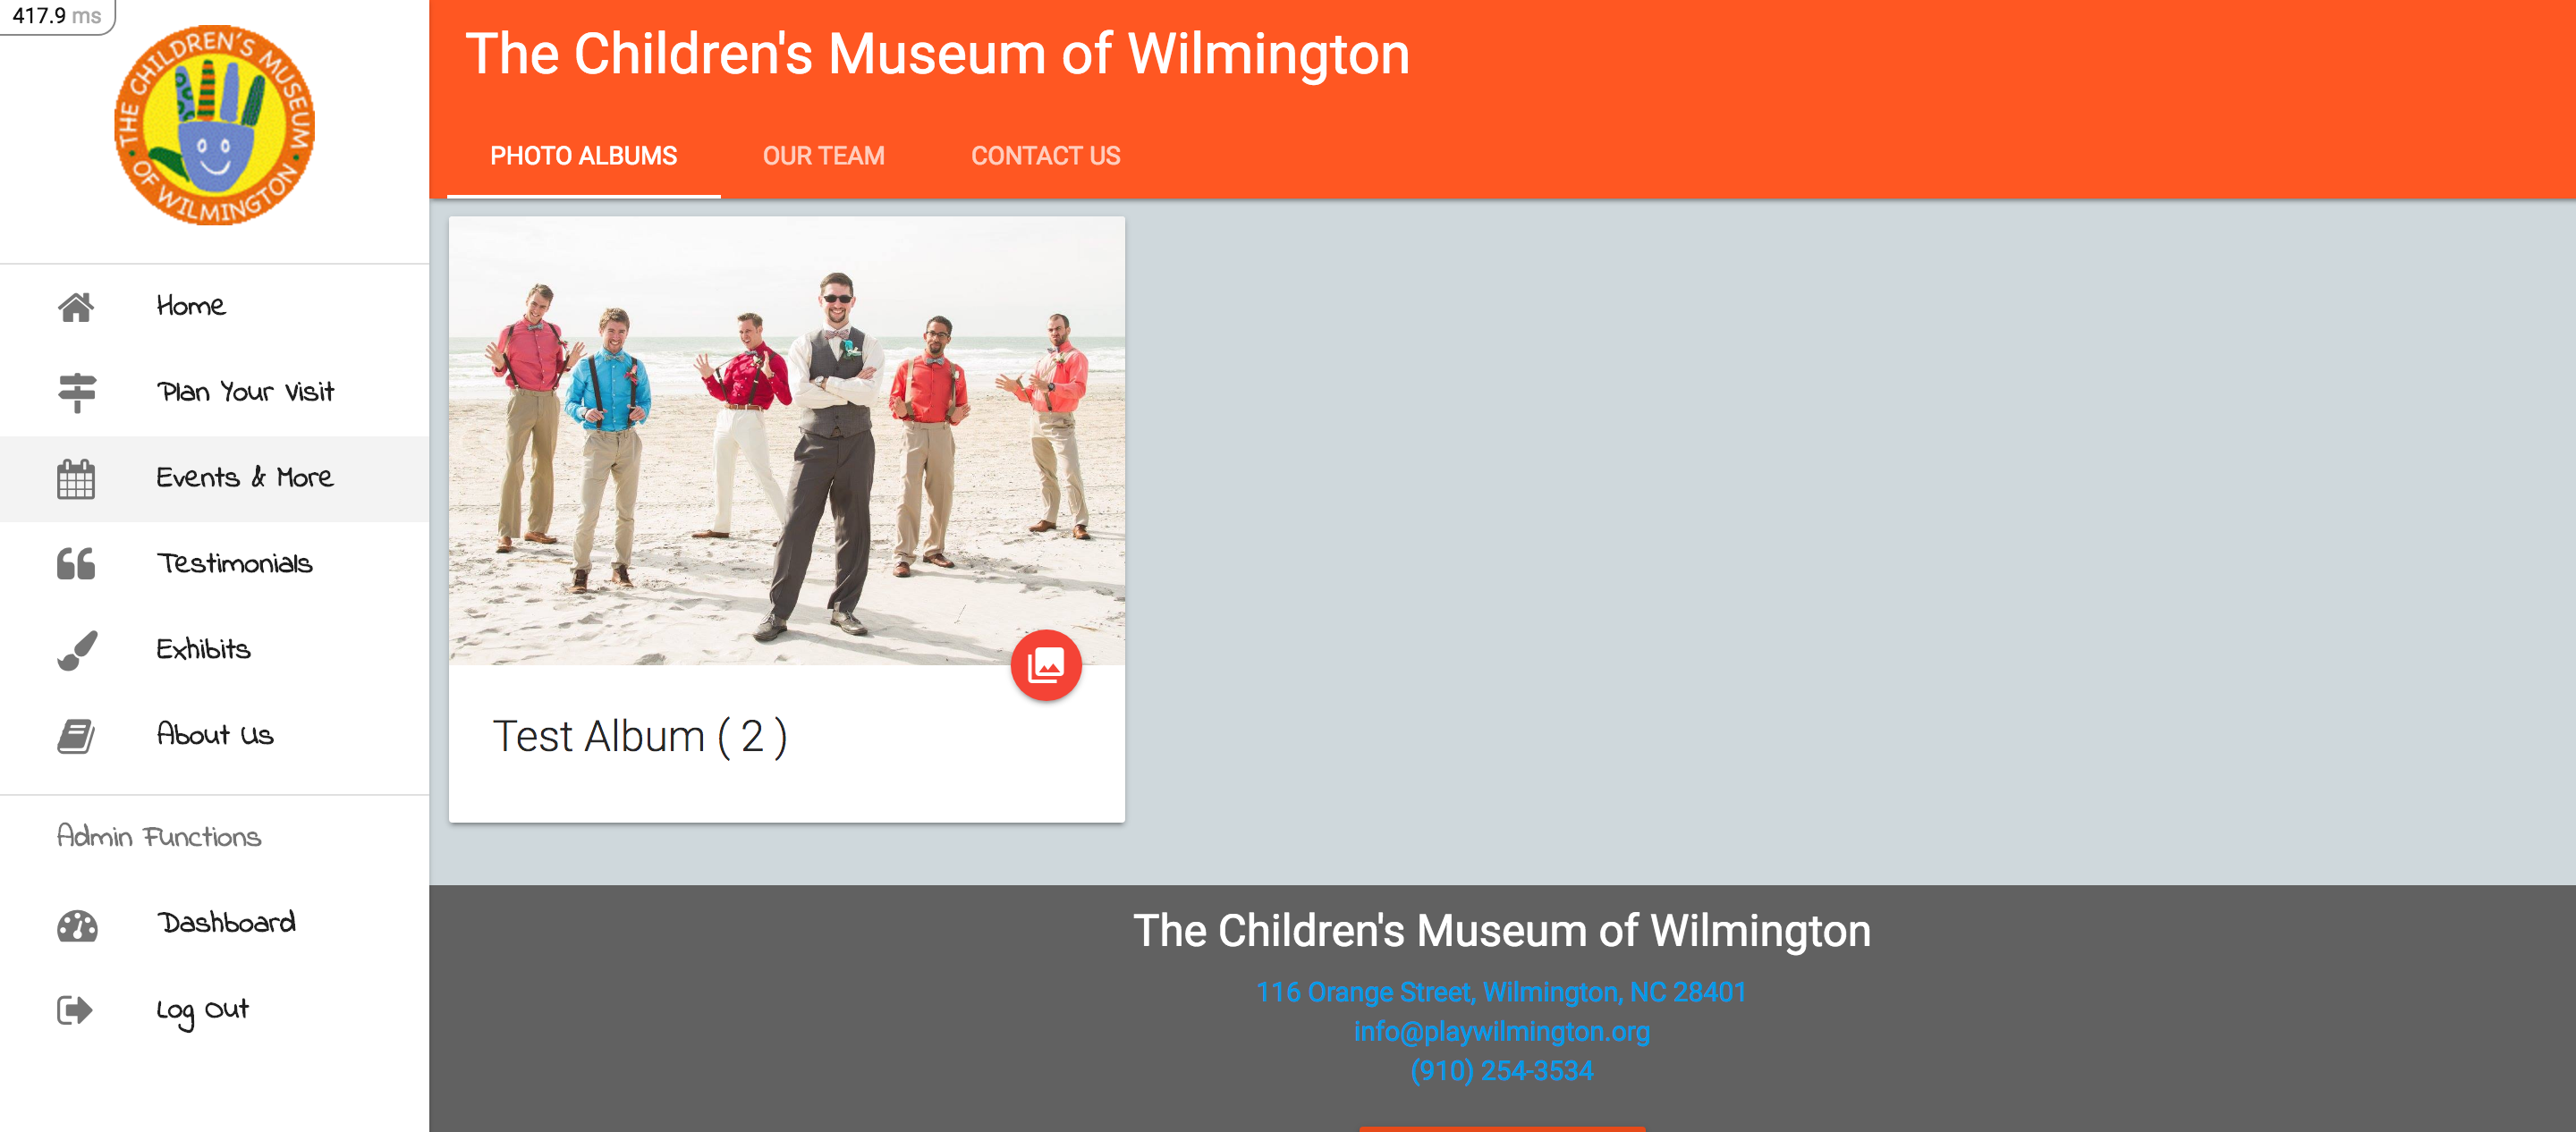 417.9 ms
THE CHILDREN'S MUSEUM
• OF WILMINGTON •
Home
Plan Your Visit
Events & More
Testimonials
Exhibits
About Us
Admin Functions
Dashboard
Log Out
The Children's Museum of Wilmington
PHOTO ALBUMS OUR TEAM CONTACT US
Test Album ( 2 )
The Children's Museum of Wilmington
116 Orange Street, Wilmington, NC 28401
info@playwilmington.org
(910) 254-3534